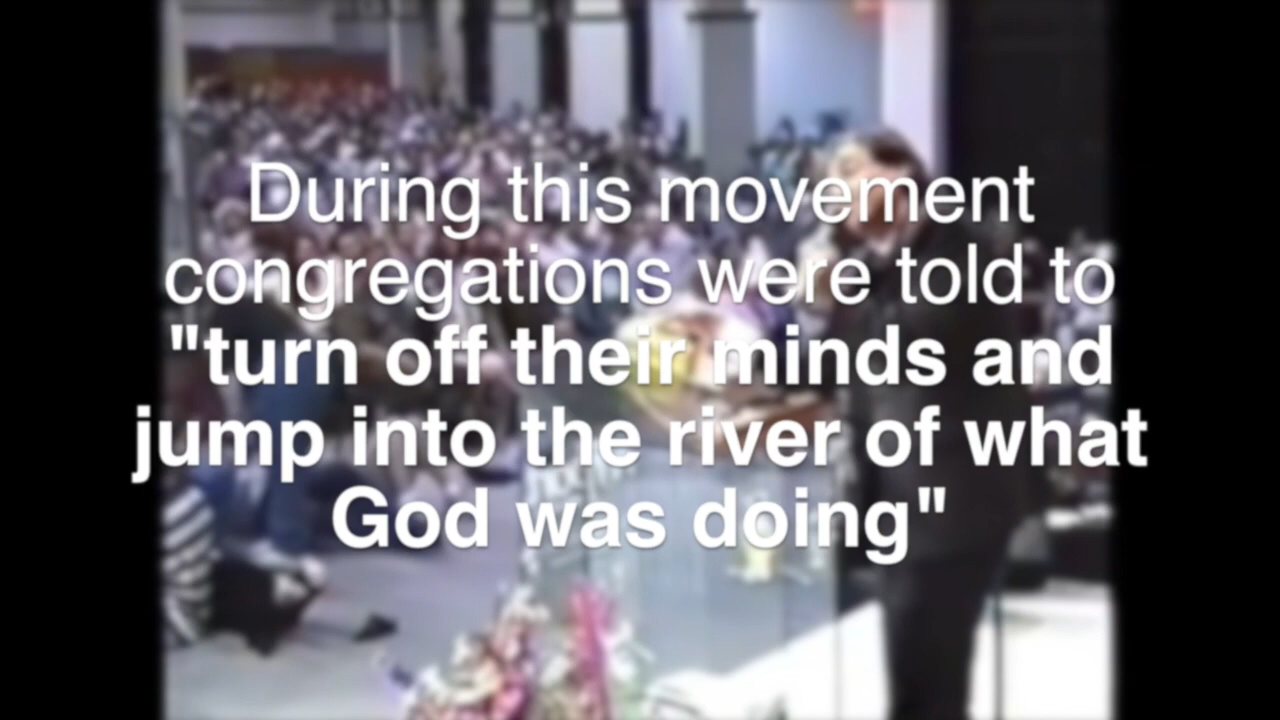 During this movement
congregations were told to
"turn off their minds and
jump into the river of what
God was doing"